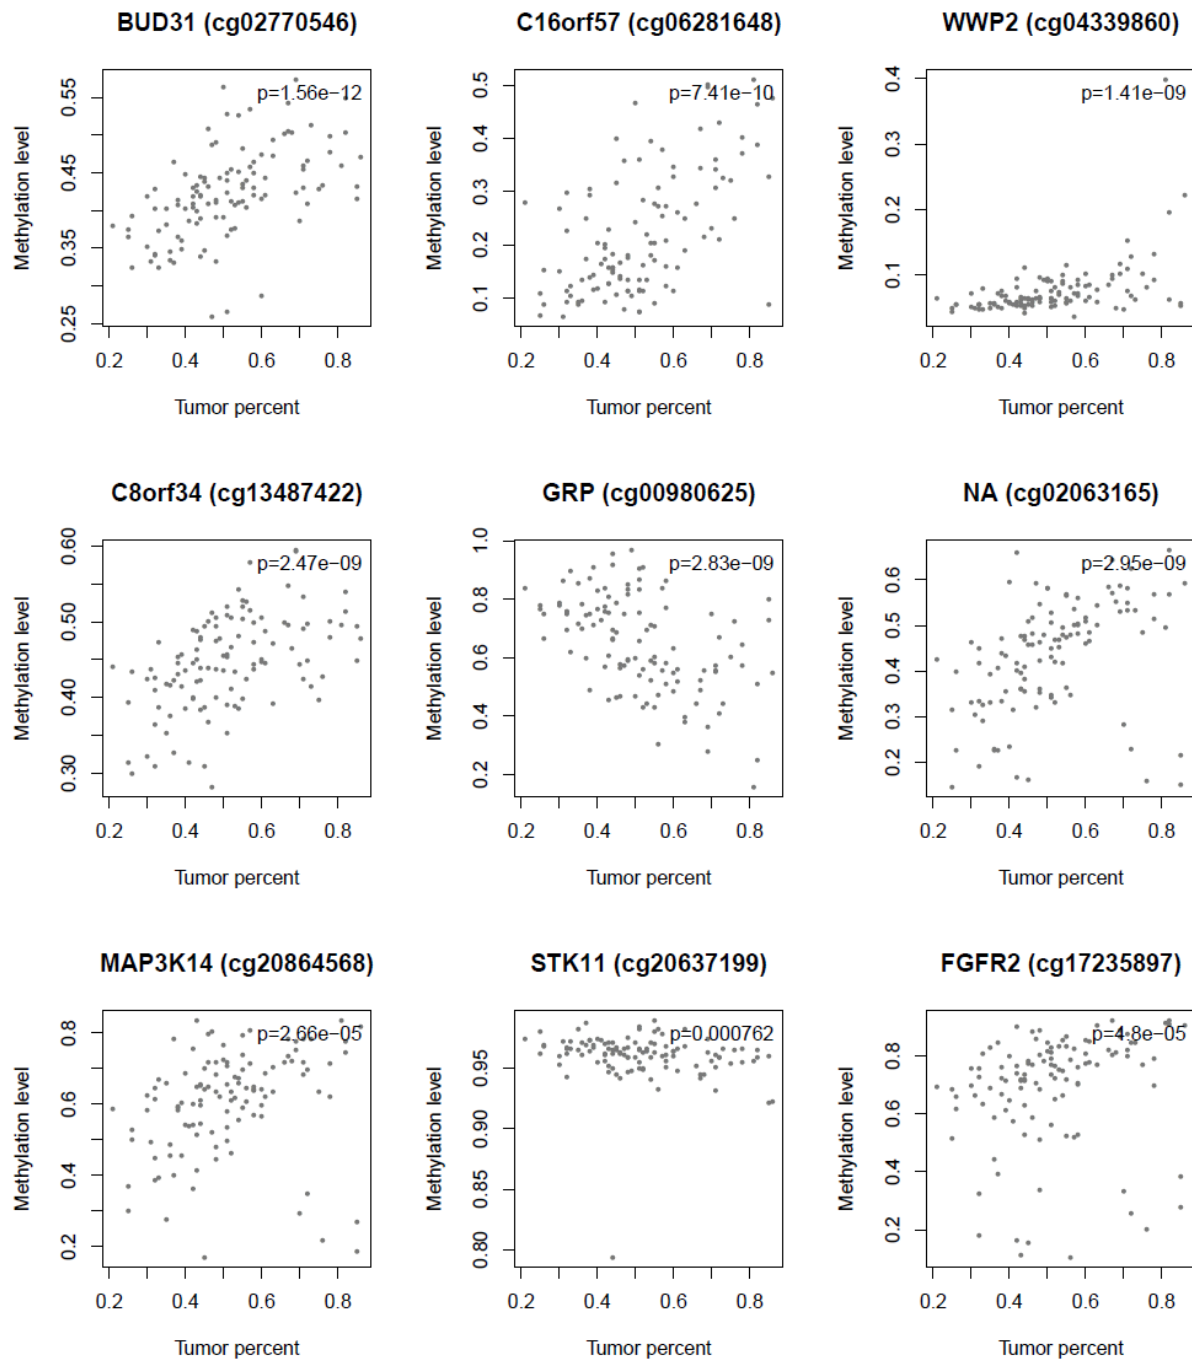 BUD31 (cg02770546)
p=1.56e−12
Methylation level
0.25 0.35 0.45 0.55
0.2 0.4 0.6 0.8
Tumor percent
C16orf57 (cg06281648)
p=7.41e−10
Methylation level
0.1 0.2 0.3 0.4 0.5
0.2 0.4 0.6 0.8
Tumor percent
WWP2 (cg04339860)
p=1.41e−09
Methylation level
0.1 0.2 0.3 0.4
0.2 0.4 0.6 0.8
Tumor percent
C8orf34 (cg13487422)
p=2.47e−09
Methylation level
0.30 0.40 0.50 0.60
0.2 0.4 0.6 0.8
Tumor percent
GRP (cg00980625)
p=2.83e−09
Methylation level
0.2 0.4 0.6 0.8 1.0
0.2 0.4 0.6 0.8
Tumor percent
NA (cg02063165)
p=2.95e−09
Methylation level
0.2 0.3 0.4 0.5 0.6
0.2 0.4 0.6 0.8
Tumor percent
MAP3K14 (cg20864568)
p=2.66e−05
Methylation level
0.2 0.4 0.6 0.8
0.2 0.4 0.6 0.8
Tumor percent
STK11 (cg20637199)
p=0.000762
Methylation level
0.80 0.85 0.90 0.95
0.2 0.4 0.6 0.8
Tumor percent
FGFR2 (cg17235897)
p=4.8e−05
Methylation level
0.2 0.4 0.6 0.8
0.2 0.4 0.6 0.8
Tumor percent